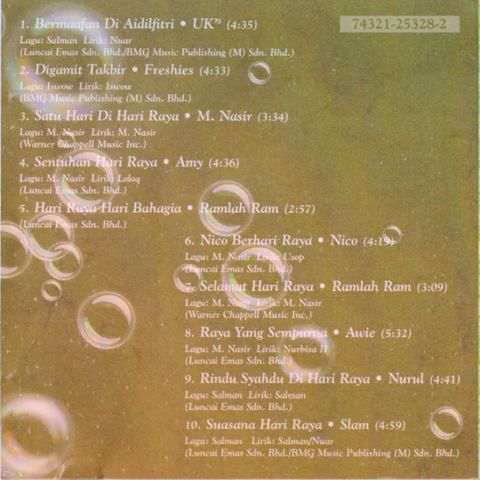 1. Bermaafan Di Aidilfitri • UK's (4:35)
74321-25328-2
Lagu: Salman Lirik: Nuar
(Luncai Emas Sdn. Bhd./BMG Music Publishing (M) Sdn. Bhd.)
2. Digamit Takbir • Freshies (4:33)
Lagu: Iswow Lirik: Iswow
(BMG Music Publishing (M) Sdn. Bhd.)
3. Satu Hari Di Hari Raya • M. Nasir (3:34)
Lagu: M. Nasir Lirik: M. Nasir
(Warner Chappell Music Inc.)
4. Sentuhan Hari Raya • Amy (4:36)
Lagu: M. Nasir Lirik: Loloq
(Luncai Emas Sdn. Bhd.)
5. Hari Raya Hari Bahagia • Ramlah Ram (2:57)
(Luncai Emas Sdn. Bhd.)
6. Nico Berhari Raya • Nico (4:19)
Lagu: M. Nasir Lirik: Usop
(Luncai Emas Sdn. Bhd.)
7. Selamat Hari Raya • Ramlah Ram (3:09)
Lagu: M. Nasir Lirik: M. Nasir
(Warner Chappell Music Inc.)
8. Raya Yang Sempurna • Awie (5:32)
Lagu: M. Nasir Lirik: Nurbisa II
(Luncai Emas Sdn. Bhd.)
9. Rindu Syahdu Di Hari Raya • Nurul (4:41)
Lagu: Salman Lirik: Salman
(Luncai Emas Sdn. Bhd.)
10. Suasana Hari Raya • Slam (4:59)
Lagu: Salman Lirik: Salman/Nuar
(Luncai Emas Sdn. Bhd./BMG Music Publishing (M) Sdn. Bhd.)